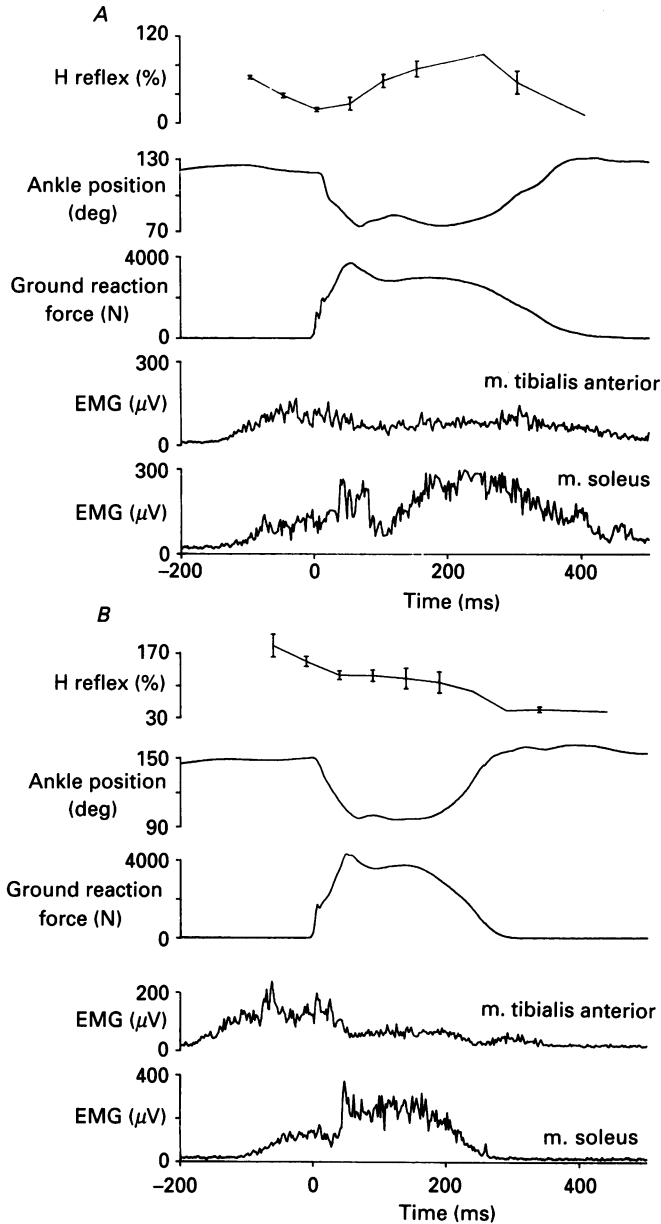 A
120
H reflex (%)
0
130
Ankle position
(deg)
70
4000
Ground reaction
force (N)
0
300
m. tibialis anterior
EMG (μV)
0
300
m. soleus
EMG (μV)
0
–200 0 200 400
Time (ms)
B
170
H reflex (%)
30
150
Ankle position
(deg)
90
4000
Ground reaction
force (N)
0
200
m. tibialis anterior
EMG (μV)
0
400
EMG (μV)
m. soleus
0
–200 0 200 400
Time (ms)